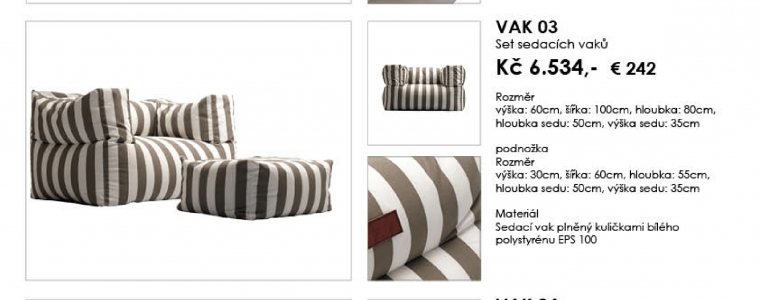 VAK 03
Set sedacích vaků
Kč 6.534,- € 242
Rozměr
výška: 60cm, šířka: 100cm, hloubka: 80cm,
hloubka sedu: 50cm, výška sedu: 35cm
podnožka
Rozměr
výška: 30cm, šířka: 60cm, hloubka: 55cm,
hloubka sedu: 50cm, výška sedu: 35cm
Materiál
Sedací vak plněný kuličkami bílého
polystyrénu EPS 100